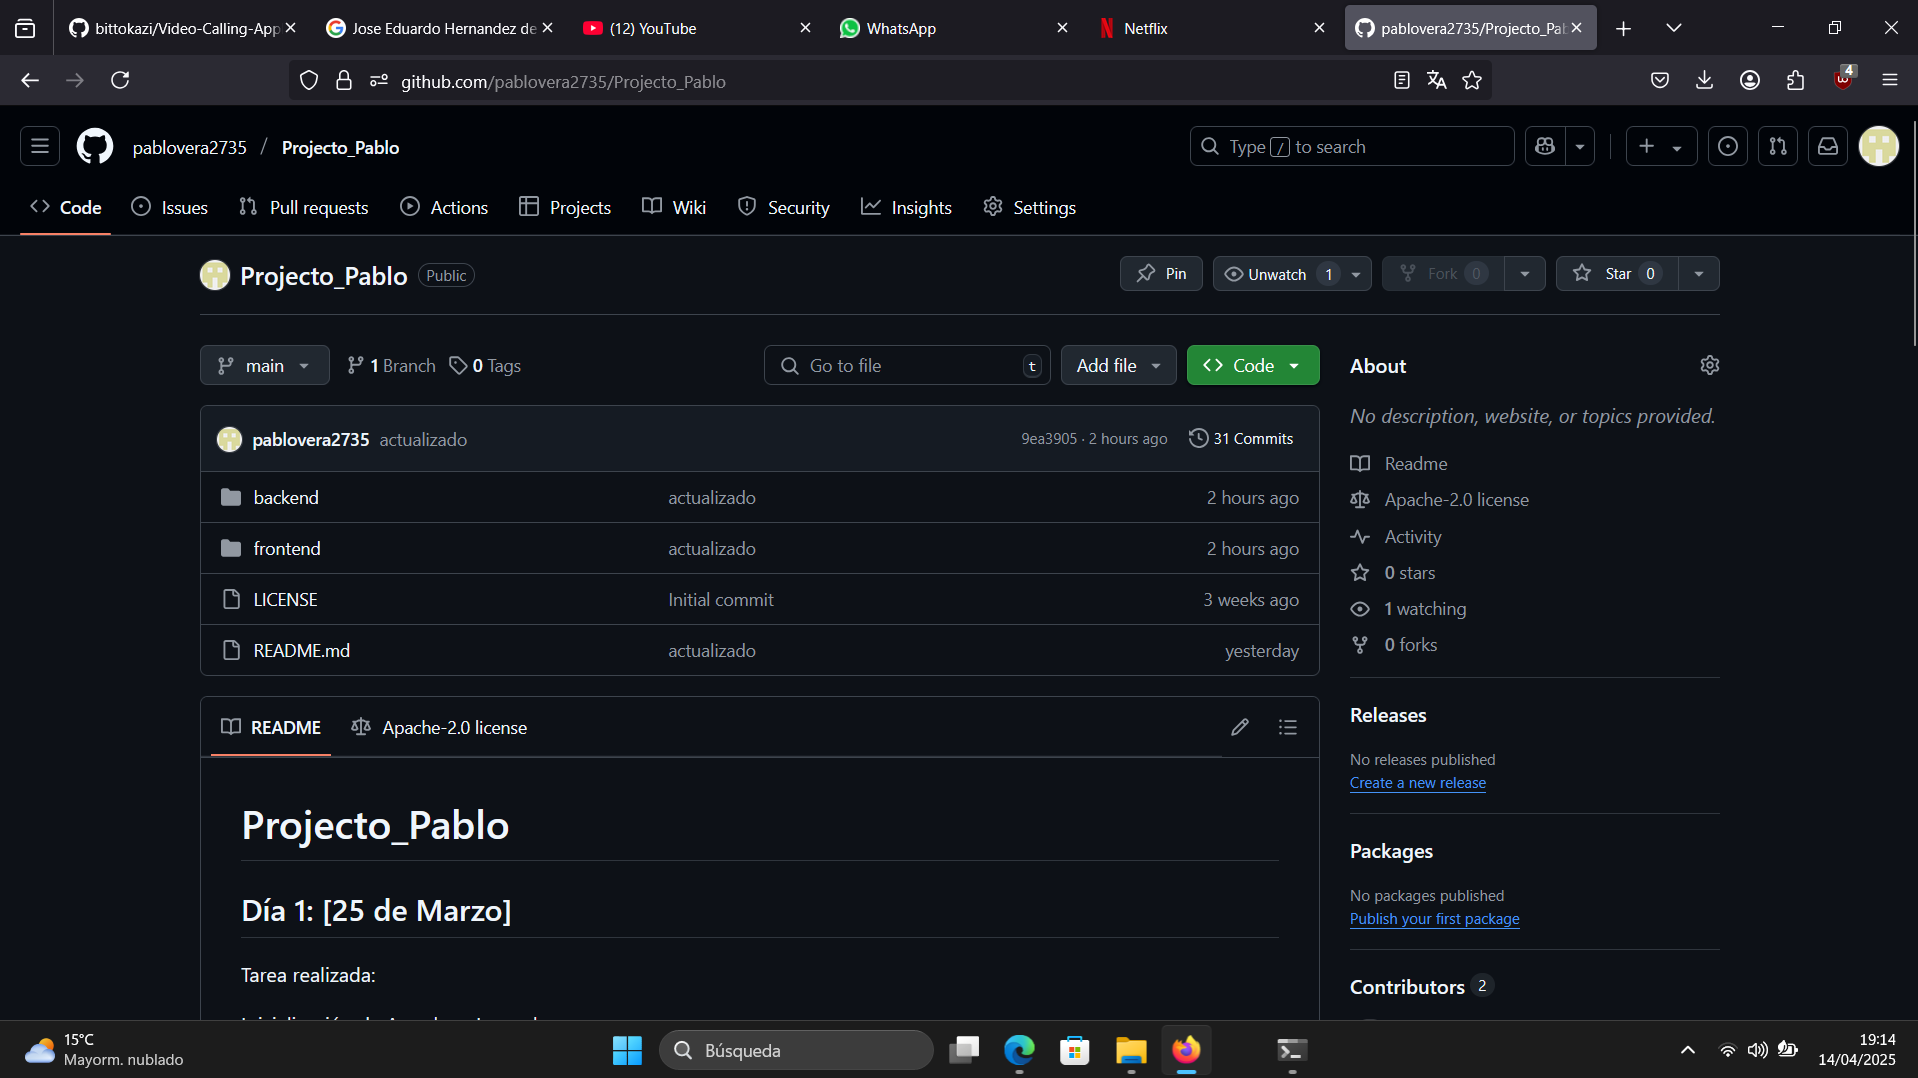 bittokazi/Video-Calling-App
Jose Eduardo Hernandez de
(12) YouTube
WhatsApp
Netflix
pablovera2735/Projecto_Pab
github.com/pablovera2735/Projecto_Pablo
4
pablovera2735 / Projecto_Pablo
Type / to search
Code
Issues
Pull requests
Actions
Projects
Wiki
Security
Insights
Settings
Projecto_Pablo Public
Pin
Unwatch 1
Fork 0
Star 0
main
1 Branch
0 Tags
Go to file t
Add file
Code
pablovera2735 actualizado 9ea3905 · 2 hours ago 31 Commits
backend actualizado 2 hours ago
frontend actualizado 2 hours ago
LICENSE Initial commit 3 weeks ago
README.md actualizado yesterday
README
Apache-2.0 license
Projecto_Pablo
Día 1: [25 de Marzo]
Tarea realizada:
About
No description, website, or topics provided.
Readme
Apache-2.0 license
Activity
0 stars
1 watching
0 forks
Releases
No releases published
Create a new release
Packages
No packages published
Publish your first package
Contributors 2
15°C
Mayorm. nublado
Búsqueda
19:14
14/04/2025